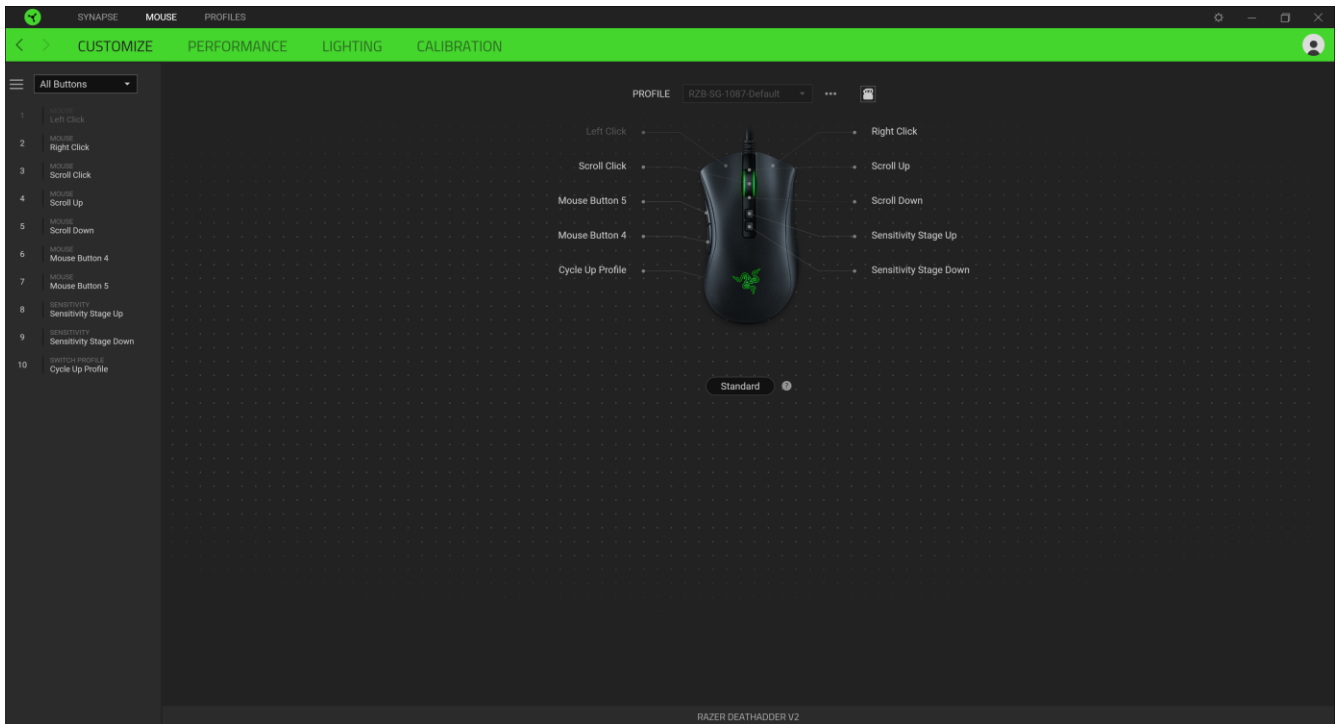 SYNAPSE MOUSE PROFILES
CUSTOMIZE PERFORMANCE LIGHTING CALIBRATION
All Buttons
1 MOUSE
Left Click
2 MOUSE
Right Click
3 MOUSE
Scroll Click
4 MOUSE
Scroll Up
5 MOUSE
Scroll Down
6 MOUSE
Mouse Button 4
7 MOUSE
Mouse Button 5
8 SENSITIVITY
Sensitivity Stage Up
9 SENSITIVITY
Sensitivity Stage Down
10 SWITCH PROFILE
Cycle Up Profile
PROFILE RZB-SG-1087-Default
Left Click Right Click
Scroll Click Scroll Up
Mouse Button 5 Scroll Down
Mouse Button 4 Sensitivity Stage Up
Cycle Up Profile Sensitivity Stage Down
Standard ?
RAZER DEATHADDER V2